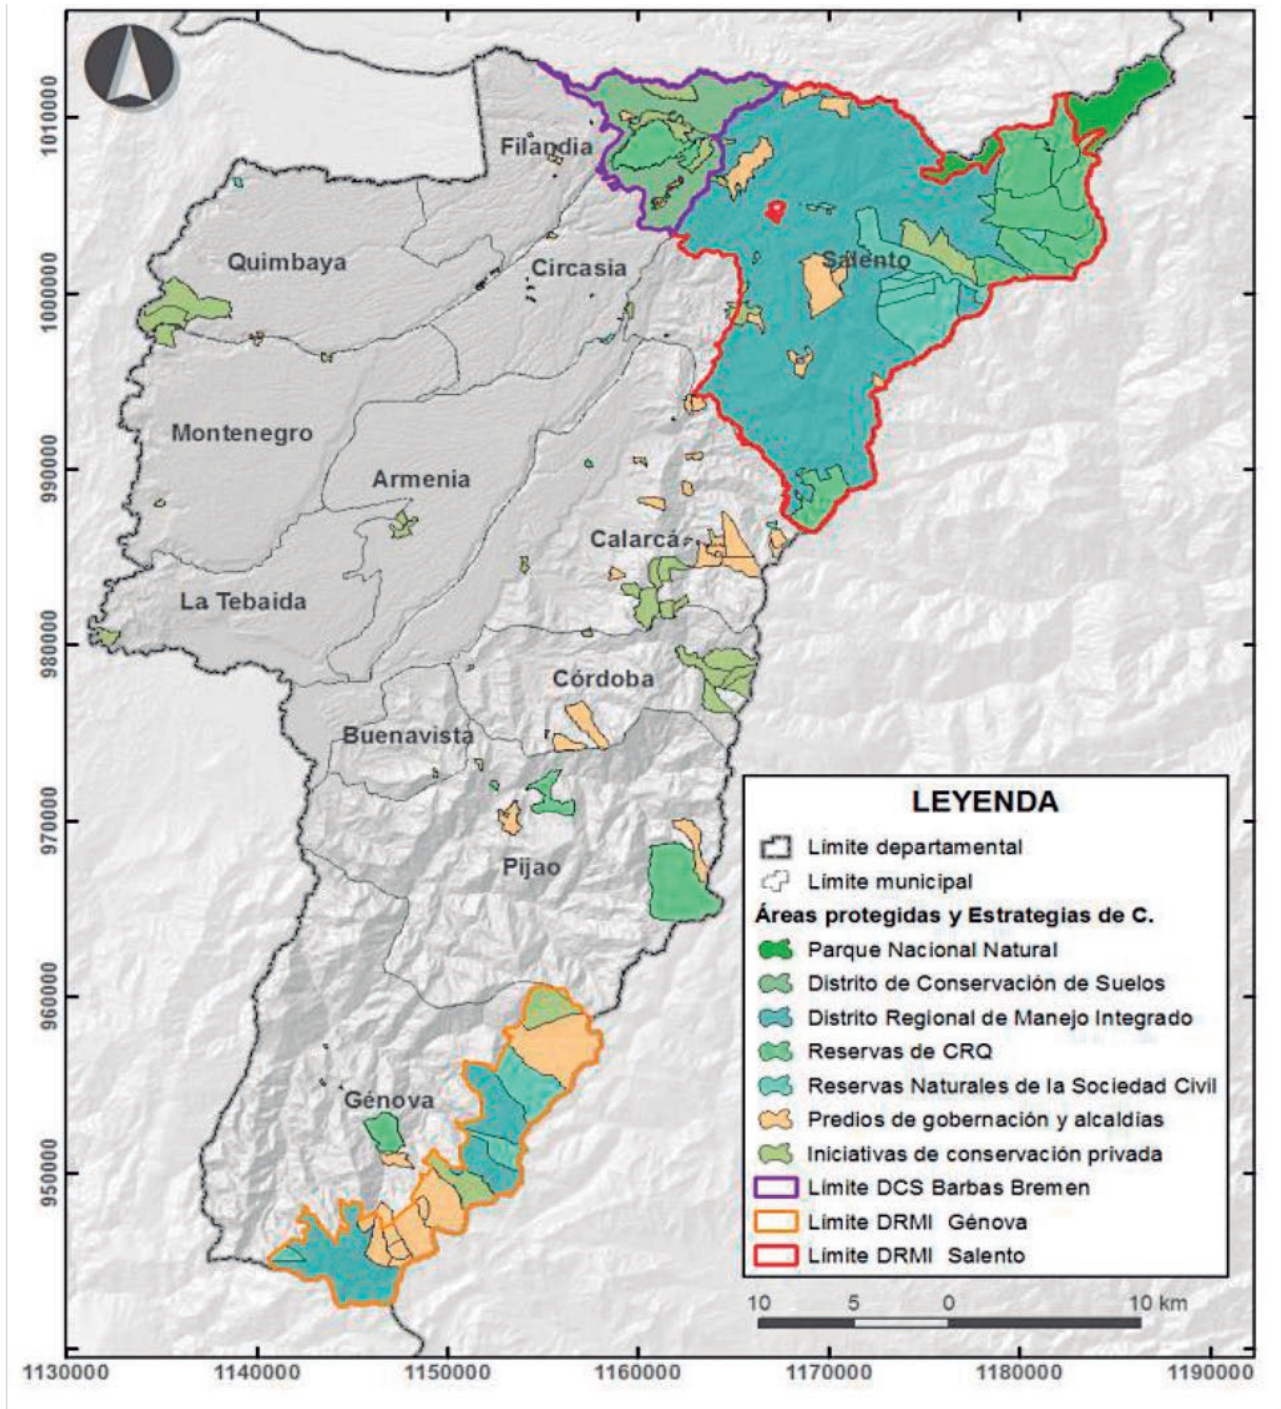 Filandia
Quimbaya
Circasia
Salento
Montenegro
Armenia
Calarcá
La Tebaida
Córdoba
Buenavista
Pijao
Génova
LEYENDA
Límite departamental
Límite municipal
Áreas protegidas y Estrategias de C.
Parque Nacional Natural
Distrito de Conservación de Suelos
Distrito Regional de Manejo Integrado
Reservas de CRQ
Reservas Naturales de la Sociedad Civil
Predios de gobernación y alcaldías
Iniciativas de conservación privada
Límite DCS Barbas Bremen
Límite DRMI Génova
Límite DRMI Salento
10 5 0 10 km
1010000
1000000
990000
980000
970000
960000
950000
1130000 1140000 1150000 1160000 1170000 1180000 1190000